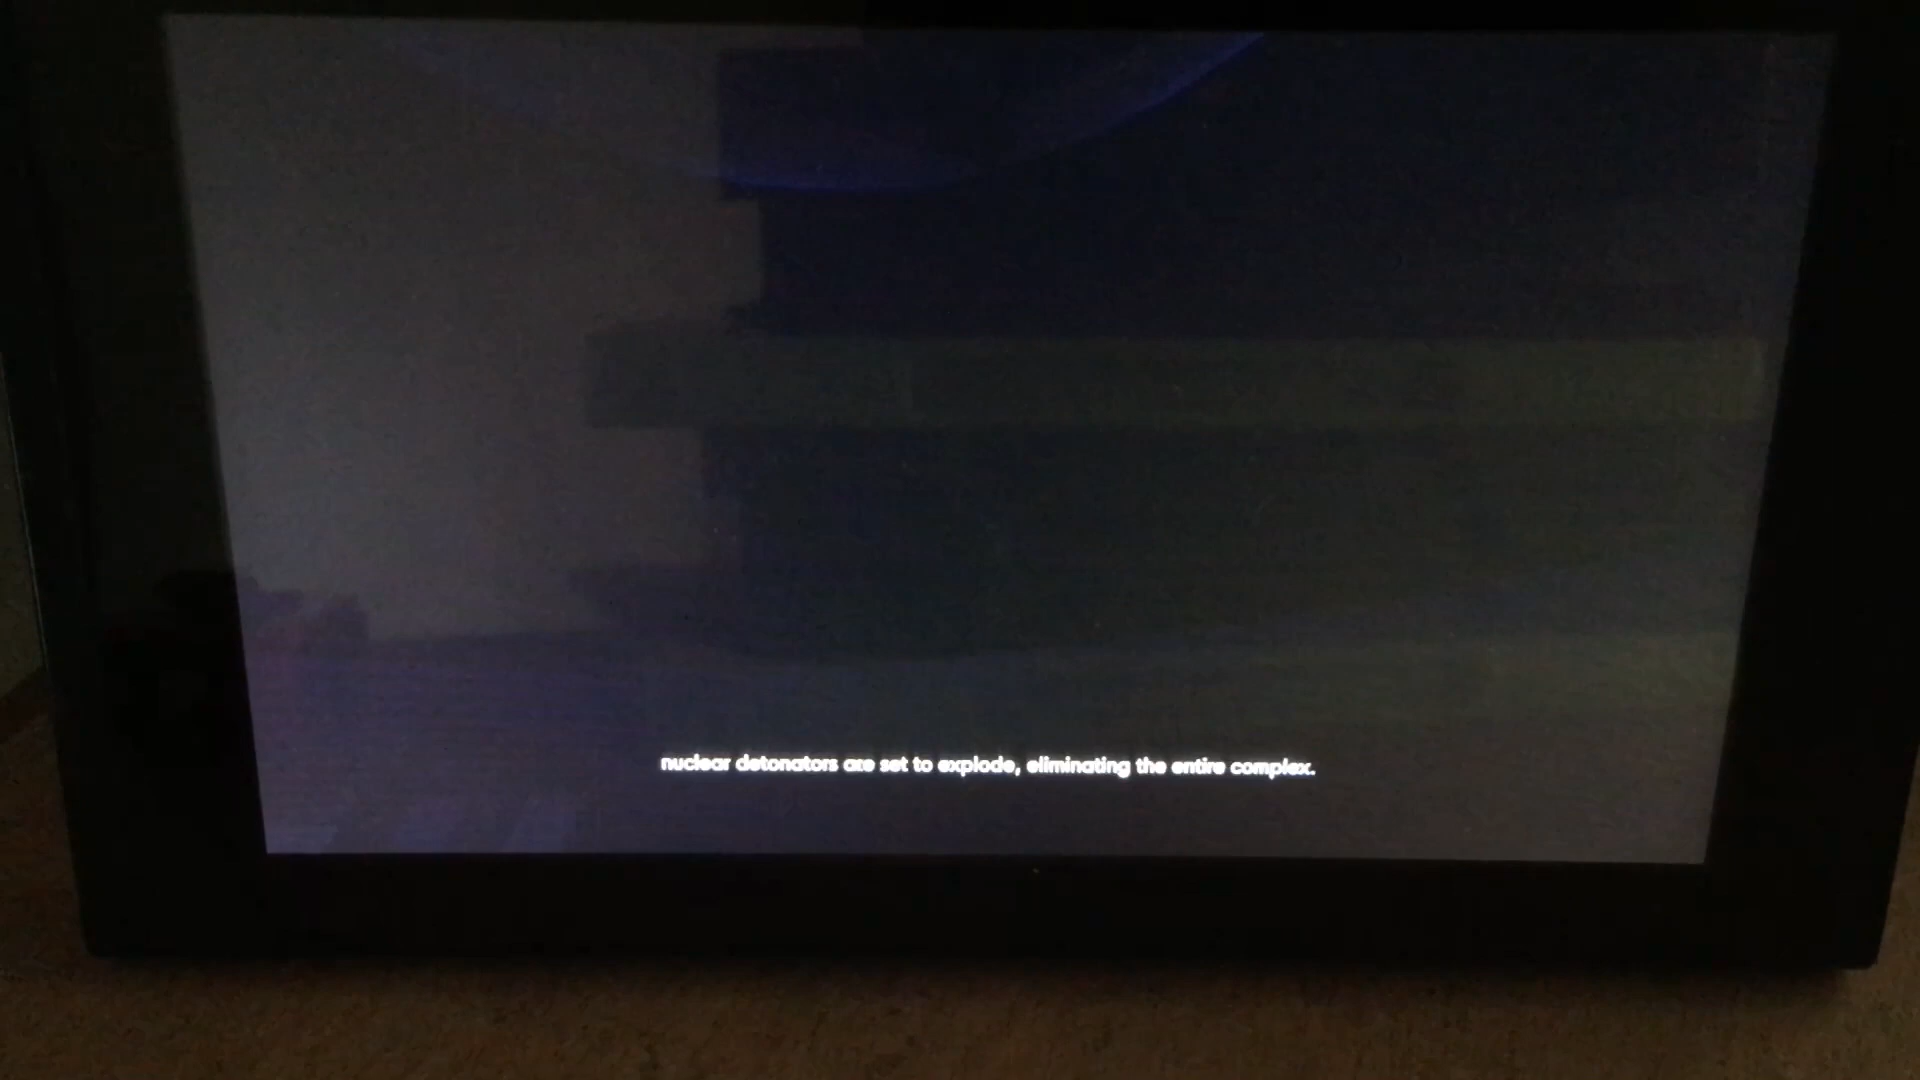 nuclear detonators are set to explode, eliminating the entire complex.